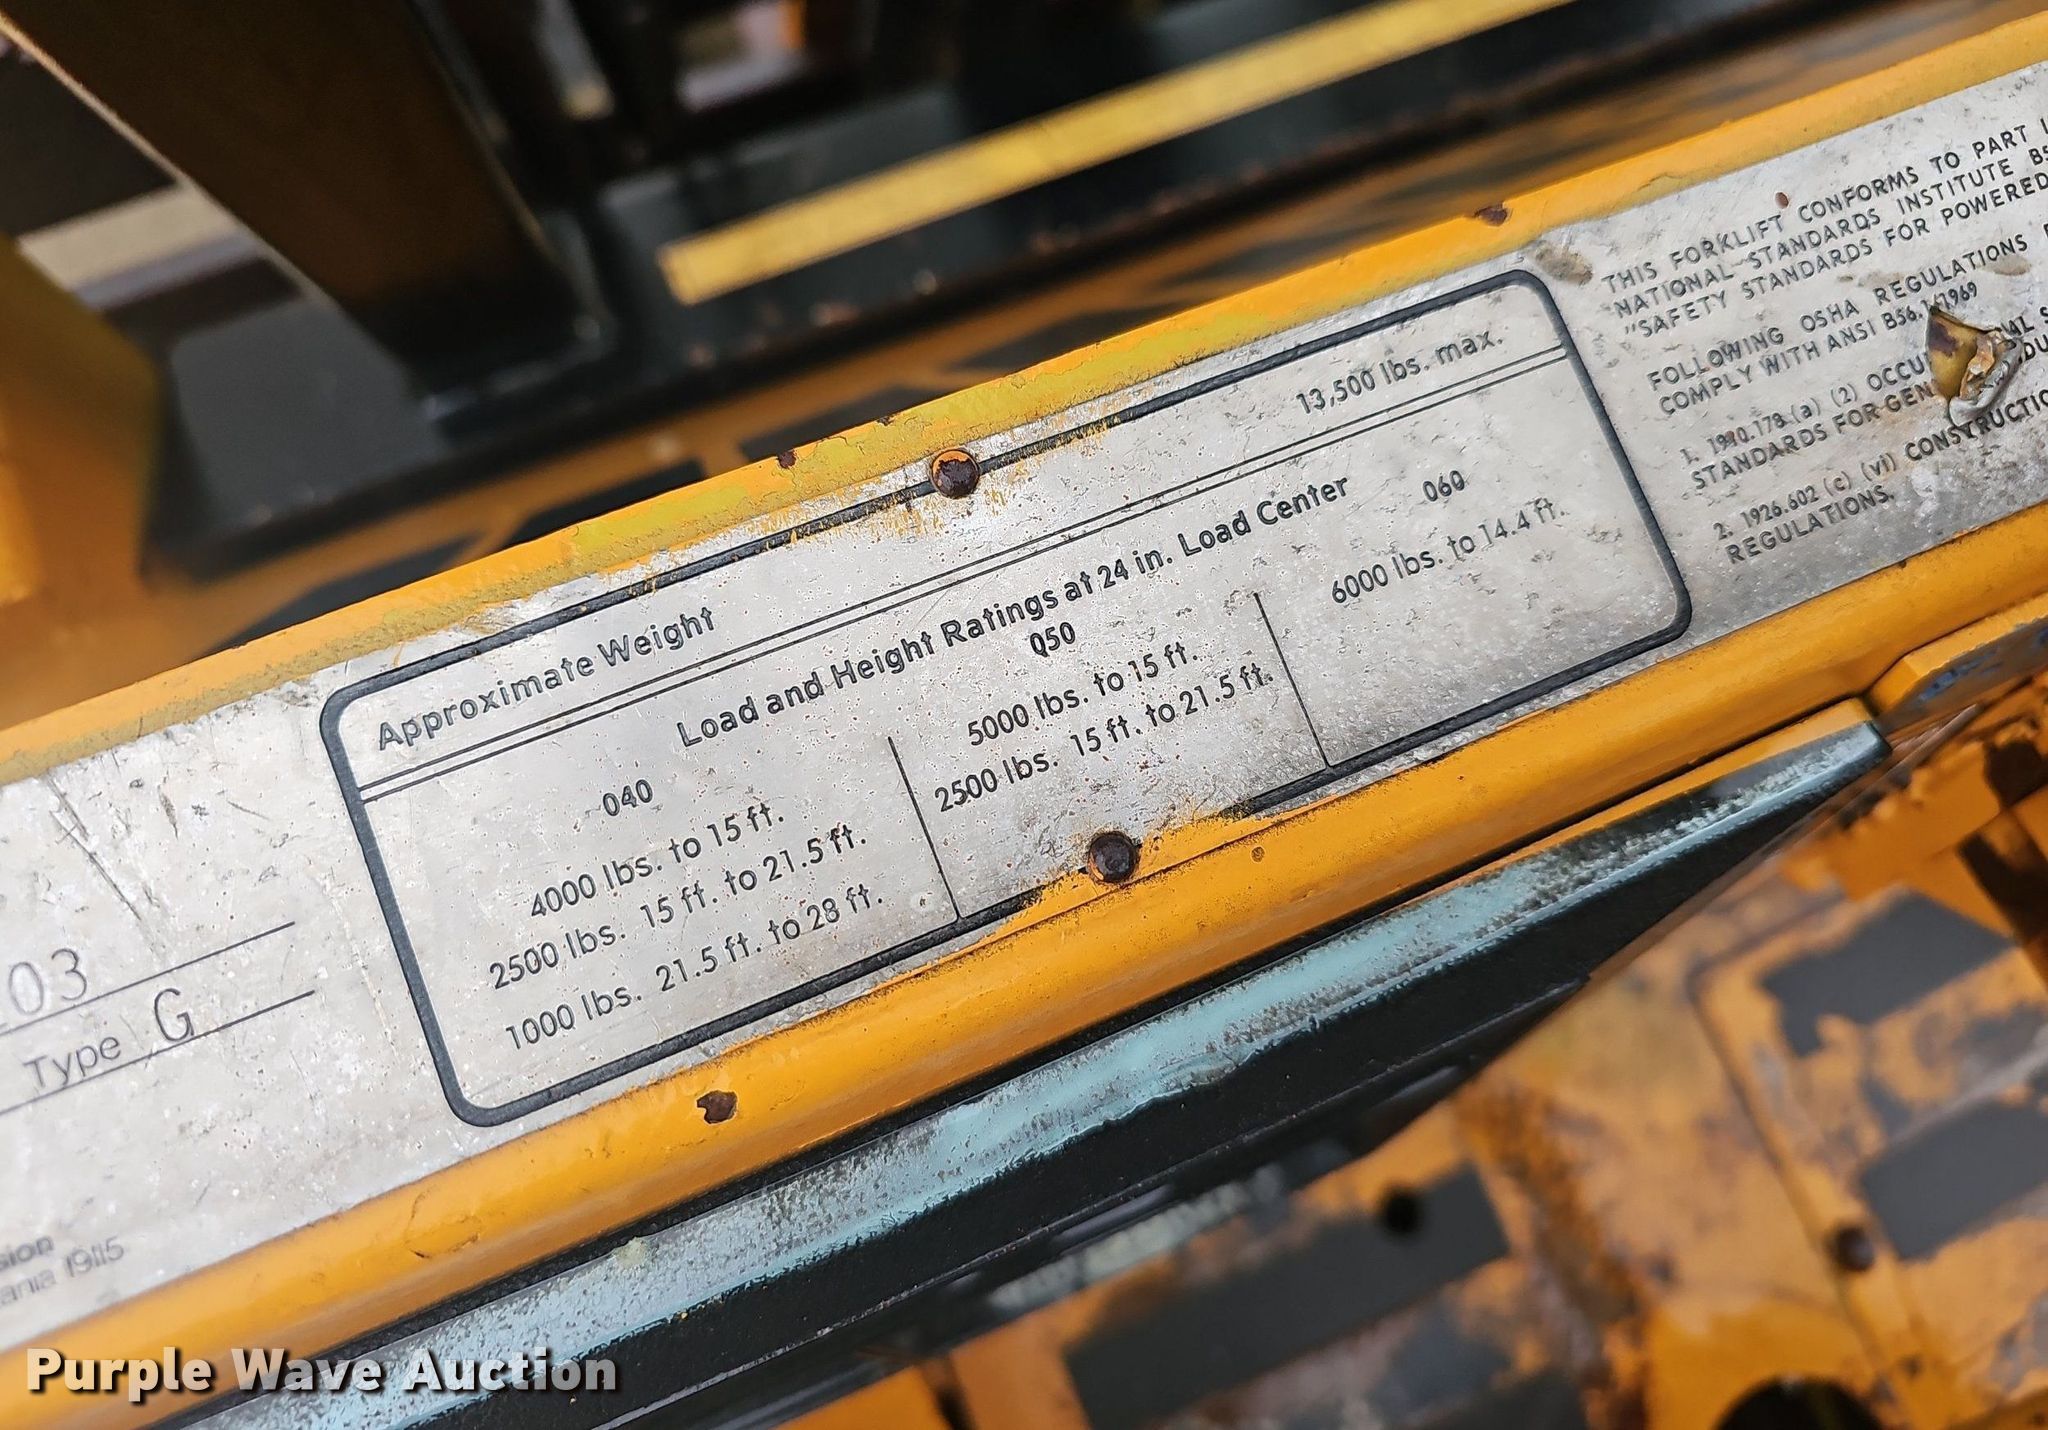 Approximate Weight 13,500 lbs. max.
Load and Height Ratings at 24 in. Load Center
040 050 060
4000 lbs. to 15 ft. 5000 lbs. to 15 ft. 6000 lbs. to 14.4 ft.
2500 lbs. 15 ft. to 21.5 ft. 2500 lbs. 15 ft. to 21.5 ft.
1000 lbs. 21.5 ft. to 28 ft.
THIS FORKLIFT CONFORMS TO PART
NATIONAL STANDARDS INSTITUTE
"SAFETY STANDARDS FOR POWERED
FOLLOWING OSHA REGULATIONS
COMPLY WITH ANSI B56.1/1969
1. 1910.178 (a) (2)
STANDARDS FOR
2. 1926.602 (c) (vi)
REGULATIONS.
03
Type G
19115
Purple Wave Auction